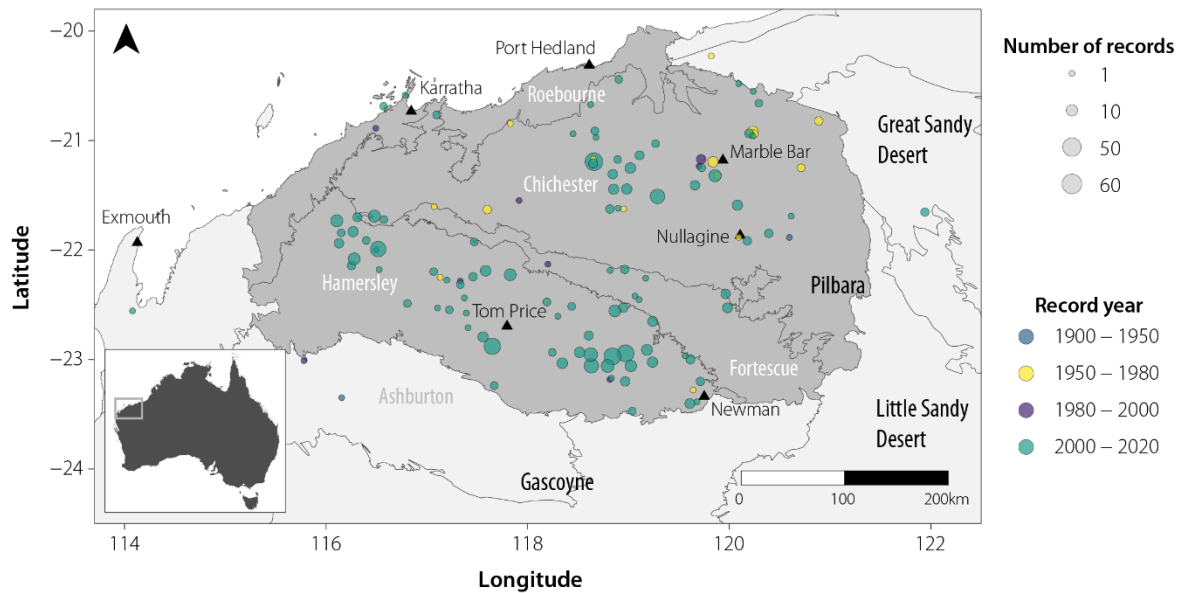 Latitude
−20
−21
−22
−23
−24
Port Hedland
Karratha
Roebourne
Great Sandy
Desert
Marble Bar
Chichester
Exmouth
Nullagine
Hamersley
Pilbara
Tom Price
Fortescue
Ashburton
Newman
Little Sandy
Desert
Gascoyne
0
100
200km
114
116
118
120
122
Longitude
Number of records
1
10
50
60
Record year
1900 – 1950
1950 – 1980
1980 – 2000
2000 – 2020